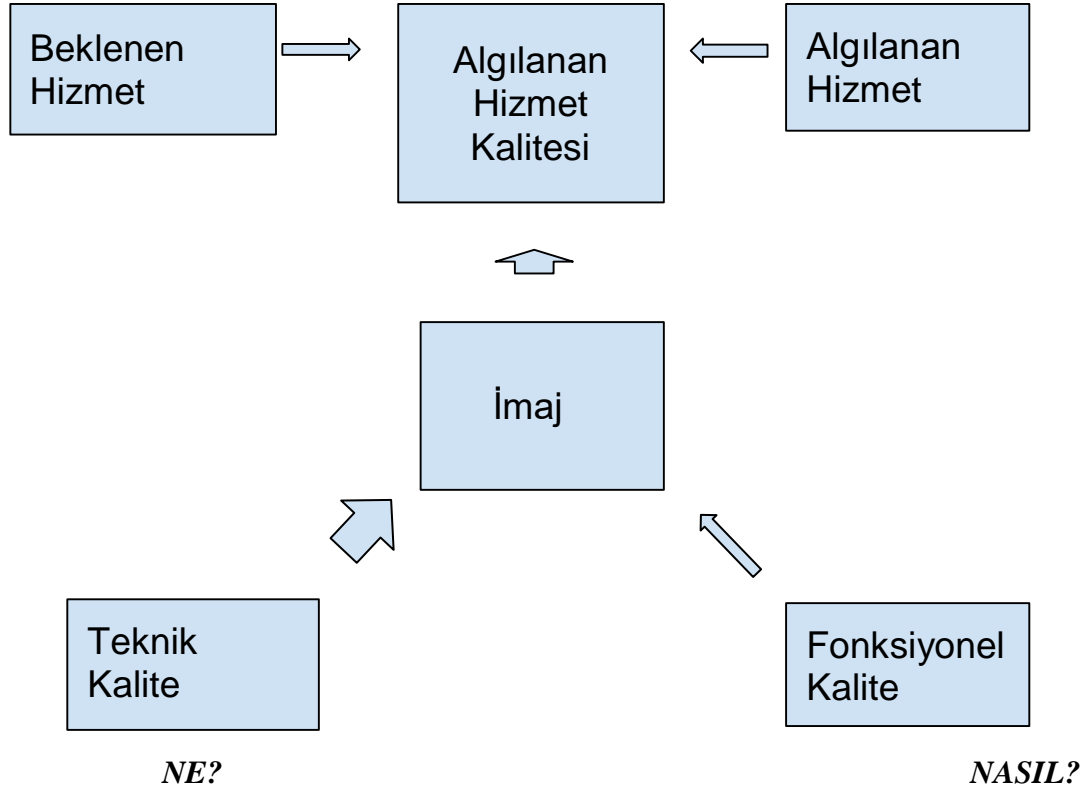 Beklenen
Hizmet
Algılanan
Hizmet
Kalitesi
Algılanan
Hizmet
İmaj
Teknik
Kalite
Fonksiyonel
Kalite
NE?
NASIL?